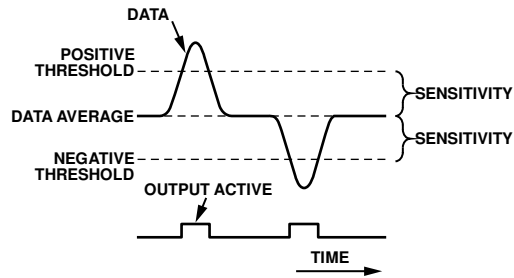 DATA
POSITIVE
THRESHOLD
SENSITIVITY
DATA AVERAGE
SENSITIVITY
NEGATIVE
THRESHOLD
OUTPUT ACTIVE
TIME